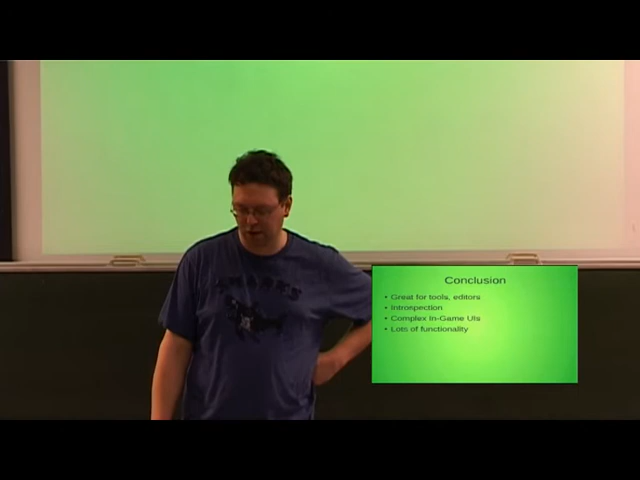 Conclusion
• Great for tools, editors
• Introspection
• Complex In-Game UIs
• Lots of functionality